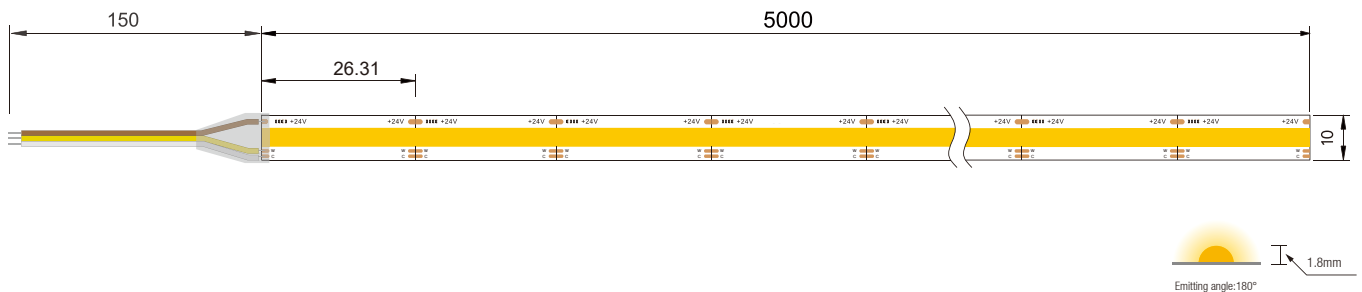 150
5000
26.31
+24V +24V +24V +24V +24V +24V +24V +24V +24V +24V +24V +24V +24V +24V +24V
10
W W W W W W W W W W W W W W
C C C C C C C C C C C C C C
1.8mm
Emitting angle:180°